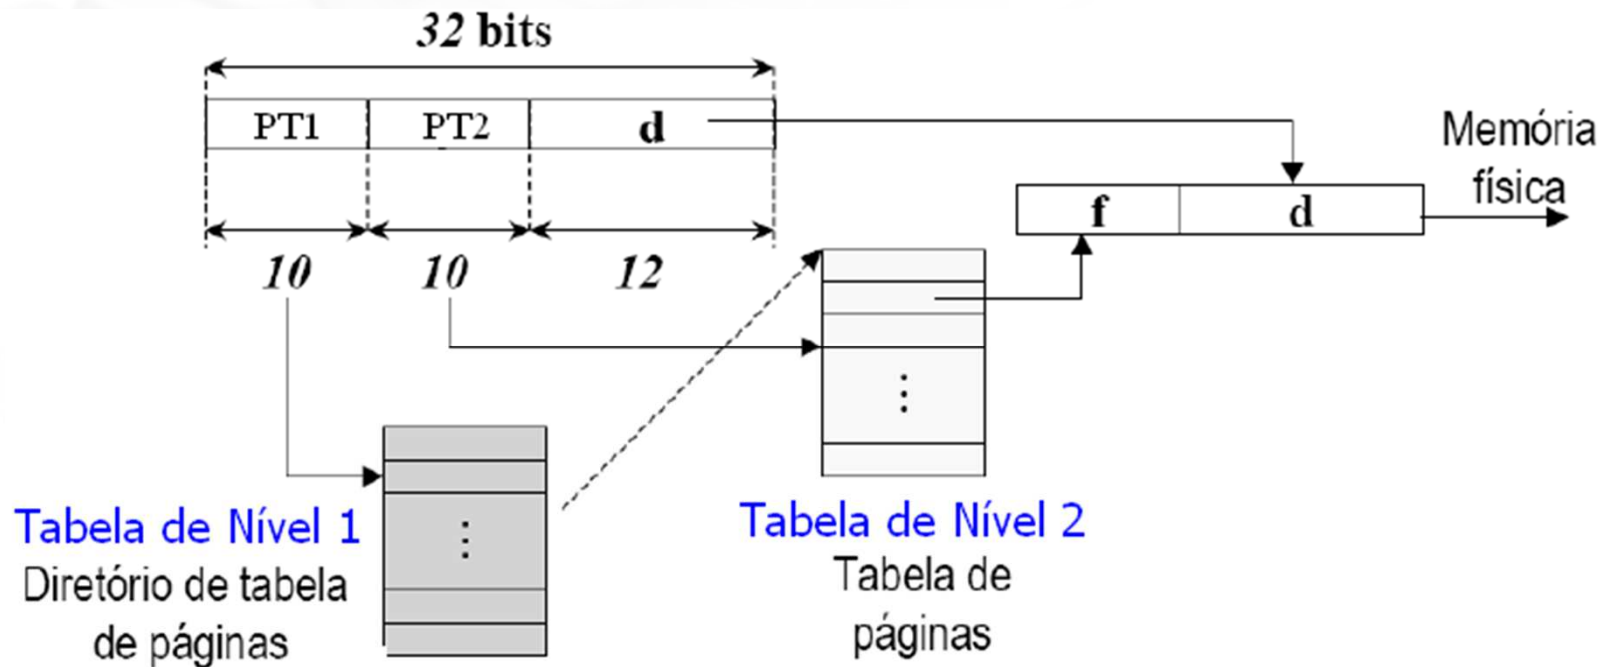 32 bits
PT1 PT2 d
Memória
física
f d
10 10 12
Tabela de Nível 1
Diretório de tabela
de páginas
Tabela de Nível 2
Tabela de
páginas